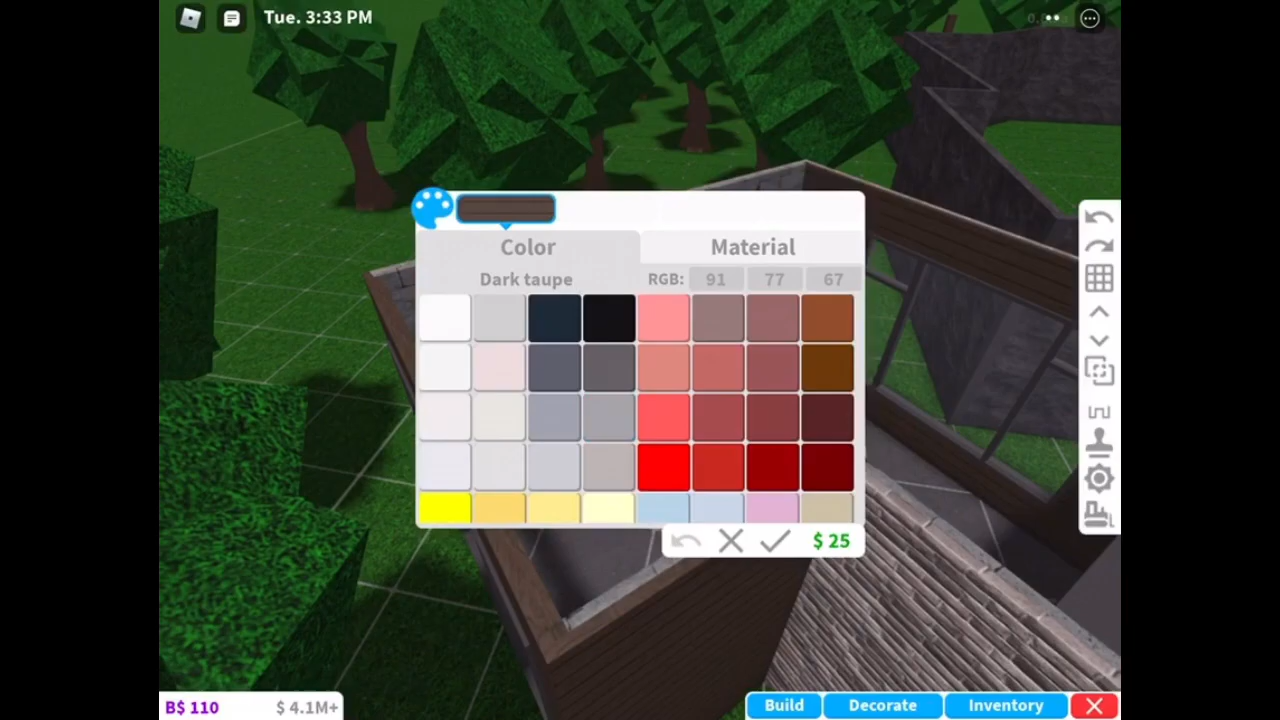 Tue. 3:33 PM
Color
Material
Dark taupe
RGB: 91 77 67
$ 25
B$ 110
$ 4.1M+
Build
Decorate
Inventory